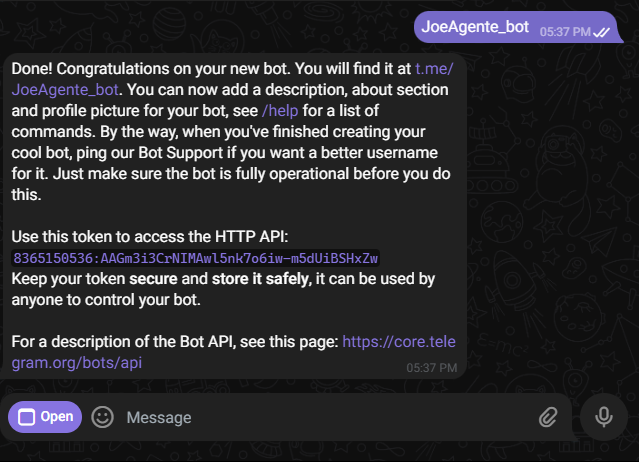 JoeAgente_bot 05:37 PM
Done! Congratulations on your new bot. You will find it at t.me/
JoeAgente_bot. You can now add a description, about section
and profile picture for your bot, see /help for a list of
commands. By the way, when you've finished creating your
cool bot, ping our Bot Support if you want a better username
for it. Just make sure the bot is fully operational before you do
this.
Use this token to access the HTTP API:
8365150536:AAGm3i3CrNIMAwl5nk7o6iw-m5dUiBSHxZw
Keep your token secure and store it safely, it can be used by
anyone to control your bot.
For a description of the Bot API, see this page: https://core.tele
gram.org/bots/api
05:37 PM
Open
Message